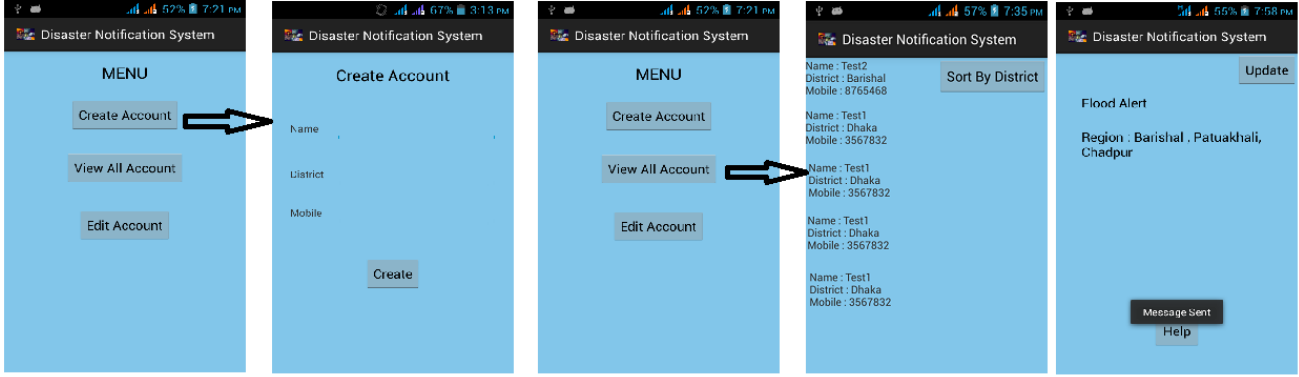 52% 7:21 PM
Disaster Notification System
MENU
Create Account
View All Account
Edit Account
67% 3:13 PM
Disaster Notification System
Create Account
Name
District
Mobile
Create
52% 7:21 PM
Disaster Notification System
MENU
Create Account
View All Account
Edit Account
57% 7:35 PM
Disaster Notification System
Sort By District
Name : Test2
District : Barishal
Mobile : 8765468
Name : Test1
District : Dhaka
Mobile : 3567832
Name : Test1
District : Dhaka
Mobile : 3567832
Name : Test1
District : Dhaka
Mobile : 3567832
Name : Test1
District : Dhaka
Mobile : 3567832
55% 7:58 PM
Disaster Notification System
Update
Flood Alert
Region : Barishal , Patuakhali,
Chadpur
Message Sent
Help